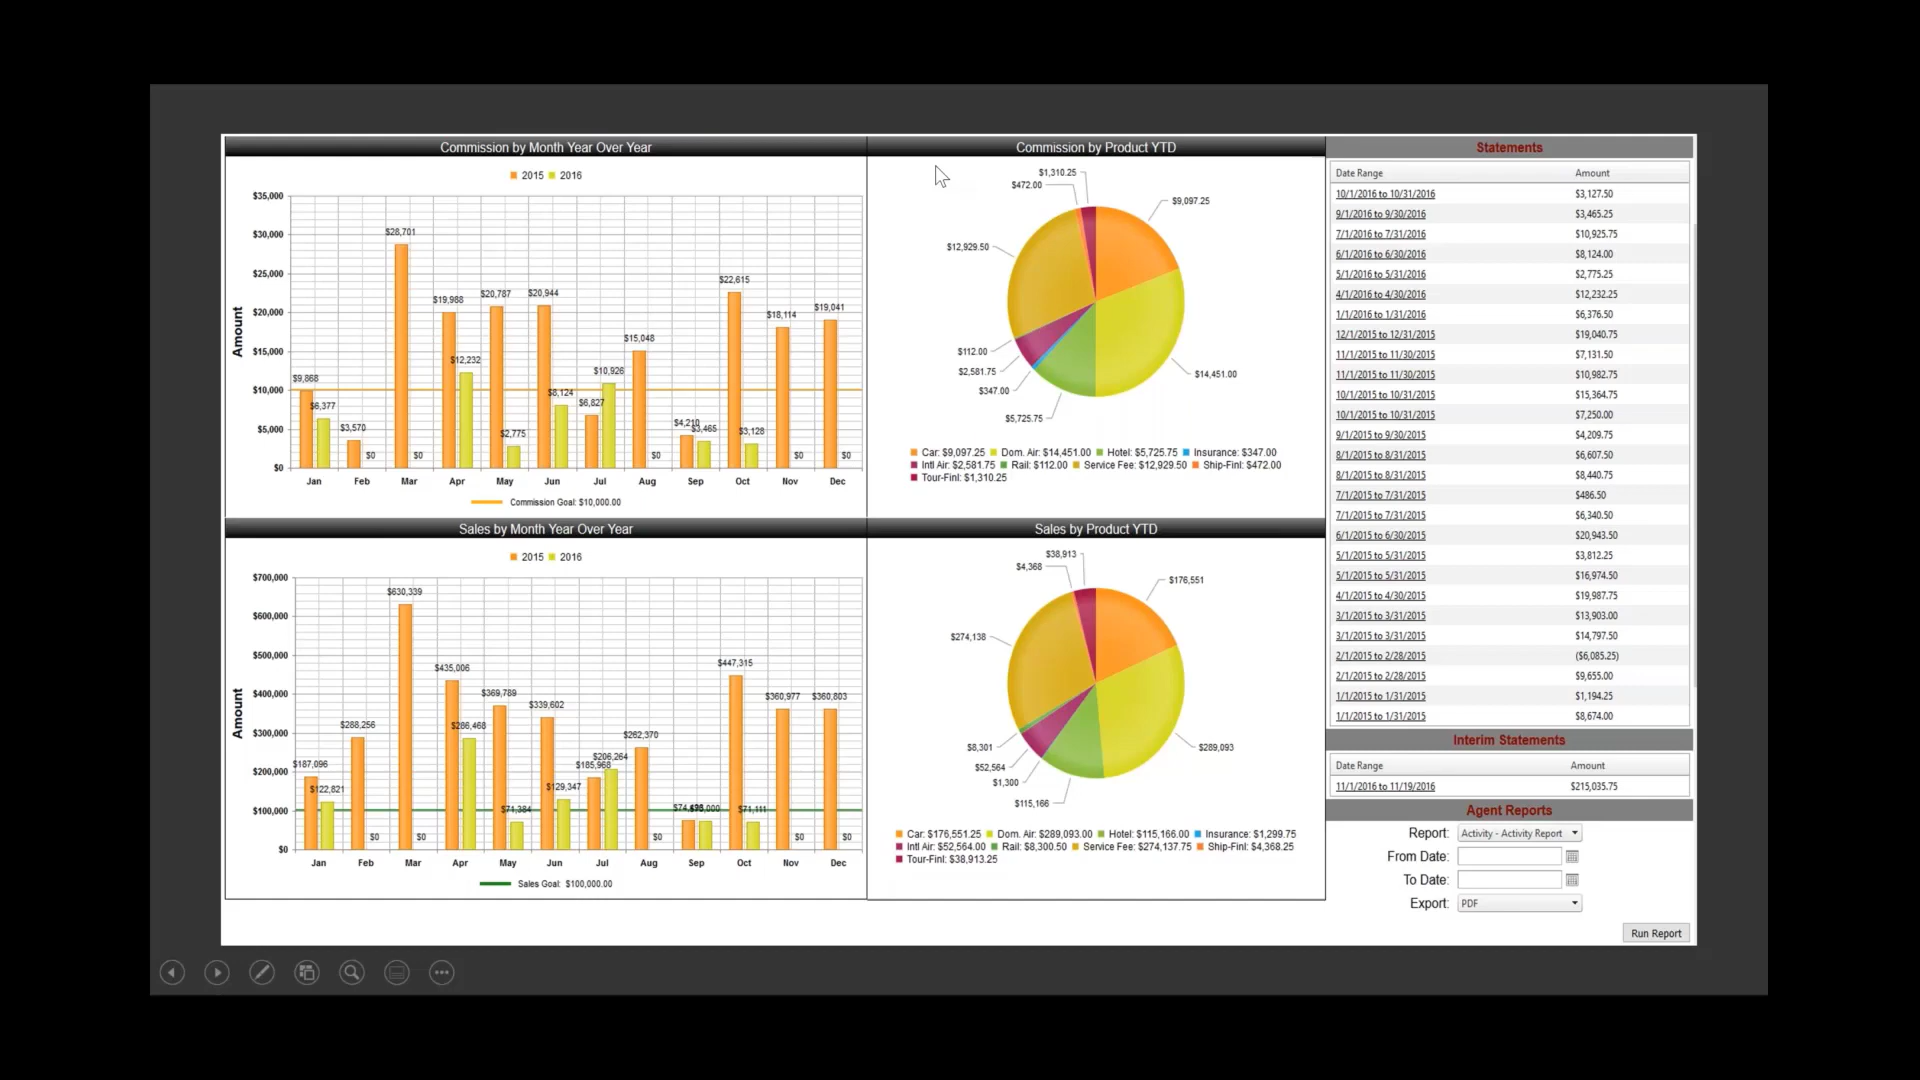 Commission by Month Year Over Year
2015 2016
$35,000
$30,000
$25,000
$20,000
$15,000
$10,000
$5,000
$0
Amount
$9,868
$6,377
$3,570
$0
$28,701
$0
$19,988
$12,232
$20,787
$2,775
$20,944
$8,124
$6,827
$10,926
$15,048
$0
$4,210
$3,465
$22,615
$3,128
$18,114
$0
$19,041
$0
Jan Feb Mar Apr May Jun Jul Aug Sep Oct Nov Dec
Commission Goal: $10,000.00
Commission by Product YTD
$1,310.25
$472.00
$9,097.25
$12,929.50
$112.00
$2,581.75
$347.00
$5,725.75
$14,451.00
Car: $9,097.25 Dom. Air: $14,451.00 Hotel: $5,725.75 Insurance: $347.00
Intl Air: $2,581.75 Rail: $112.00 Service Fee: $12,929.50 Ship-Finl: $472.00
Tour-Finl: $1,310.25
Sales by Month Year Over Year
2015 2016
$700,000
$600,000
$500,000
$400,000
$300,000
$200,000
$100,000
$0
Amount
$187,096
$122,821
$288,256
$0
$630,339
$0
$435,006
$286,468
$369,789
$71,384
$339,602
$129,347
$185,968
$206,264
$262,370
$0
$447,315
$71,111
$360,977
$0
$360,803
$0
Jan Feb Mar Apr May Jun Jul Aug Sep Oct Nov Dec
Sales Goal: $100,000.00
Sales by Product YTD
$38,913
$4,368
$176,551
$274,138
$8,301
$52,564
$1,300
$115,166
$289,093
Car: $176,551.25 Dom. Air: $289,093.00 Hotel: $115,166.00 Insurance: $1,299.75
Intl Air: $52,564.00 Rail: $8,300.50 Service Fee: $274,137.75 Ship-Finl: $4,368.25
Tour-Finl: $38,913.25
Statements
Date Range Amount
10/1/2016 to 10/31/2016 $3,127.50
9/1/2016 to 9/30/2016 $3,465.25
7/1/2016 to 7/31/2016 $10,925.75
6/1/2016 to 6/30/2016 $8,124.00
5/1/2016 to 5/31/2016 $2,775.25
4/1/2016 to 4/30/2016 $12,232.25
1/1/2016 to 1/31/2016 $6,376.50
12/1/2015 to 12/31/2015 $19,040.75
11/1/2015 to 11/30/2015 $7,131.50
11/1/2015 to 11/30/2015 $10,982.75
10/1/2015 to 10/31/2015 $15,364.75
10/1/2015 to 10/31/2015 $7,250.00
9/1/2015 to 9/30/2015 $4,209.75
8/1/2015 to 8/31/2015 $6,607.50
8/1/2015 to 8/31/2015 $8,440.75
7/1/2015 to 7/31/2015 $486.50
7/1/2015 to 7/31/2015 $6,340.50
6/1/2015 to 6/30/2015 $20,943.50
5/1/2015 to 5/31/2015 $3,812.25
5/1/2015 to 5/31/2015 $16,974.50
4/1/2015 to 4/30/2015 $19,987.75
3/1/2015 to 3/31/2015 $13,903.00
3/1/2015 to 3/31/2015 $14,797.50
2/1/2015 to 2/28/2015 ($6,085.25)
2/1/2015 to 2/28/2015 $9,655.00
1/1/2015 to 1/31/2015 $1,194.25
1/1/2015 to 1/31/2015 $8,674.00
Interim Statements
Date Range Amount
11/1/2016 to 11/19/2016 $215,035.75
Agent Reports
Report: Activity - Activity Report
From Date:
To Date:
Export: PDF
Run Report